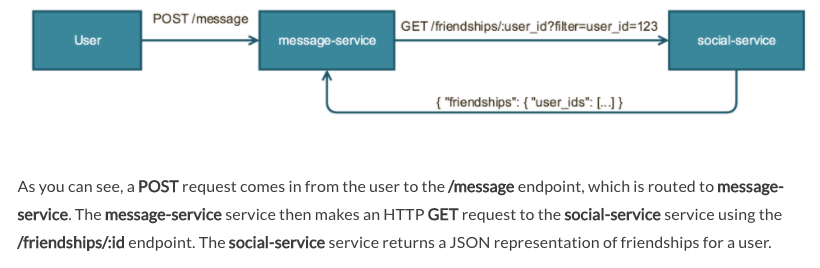 POST /message
GET /friendships/:user_id?filter=user_id=123
User
message-service
social-service
{ "friendships": { "user_ids": [...] }
As you can see, a POST request comes in from the user to the /message endpoint, which is routed to message-
service. The message-service service then makes an HTTP GET request to the social-service service using the
/friendships/:id endpoint. The social-service service returns a JSON representation of friendships for a user.